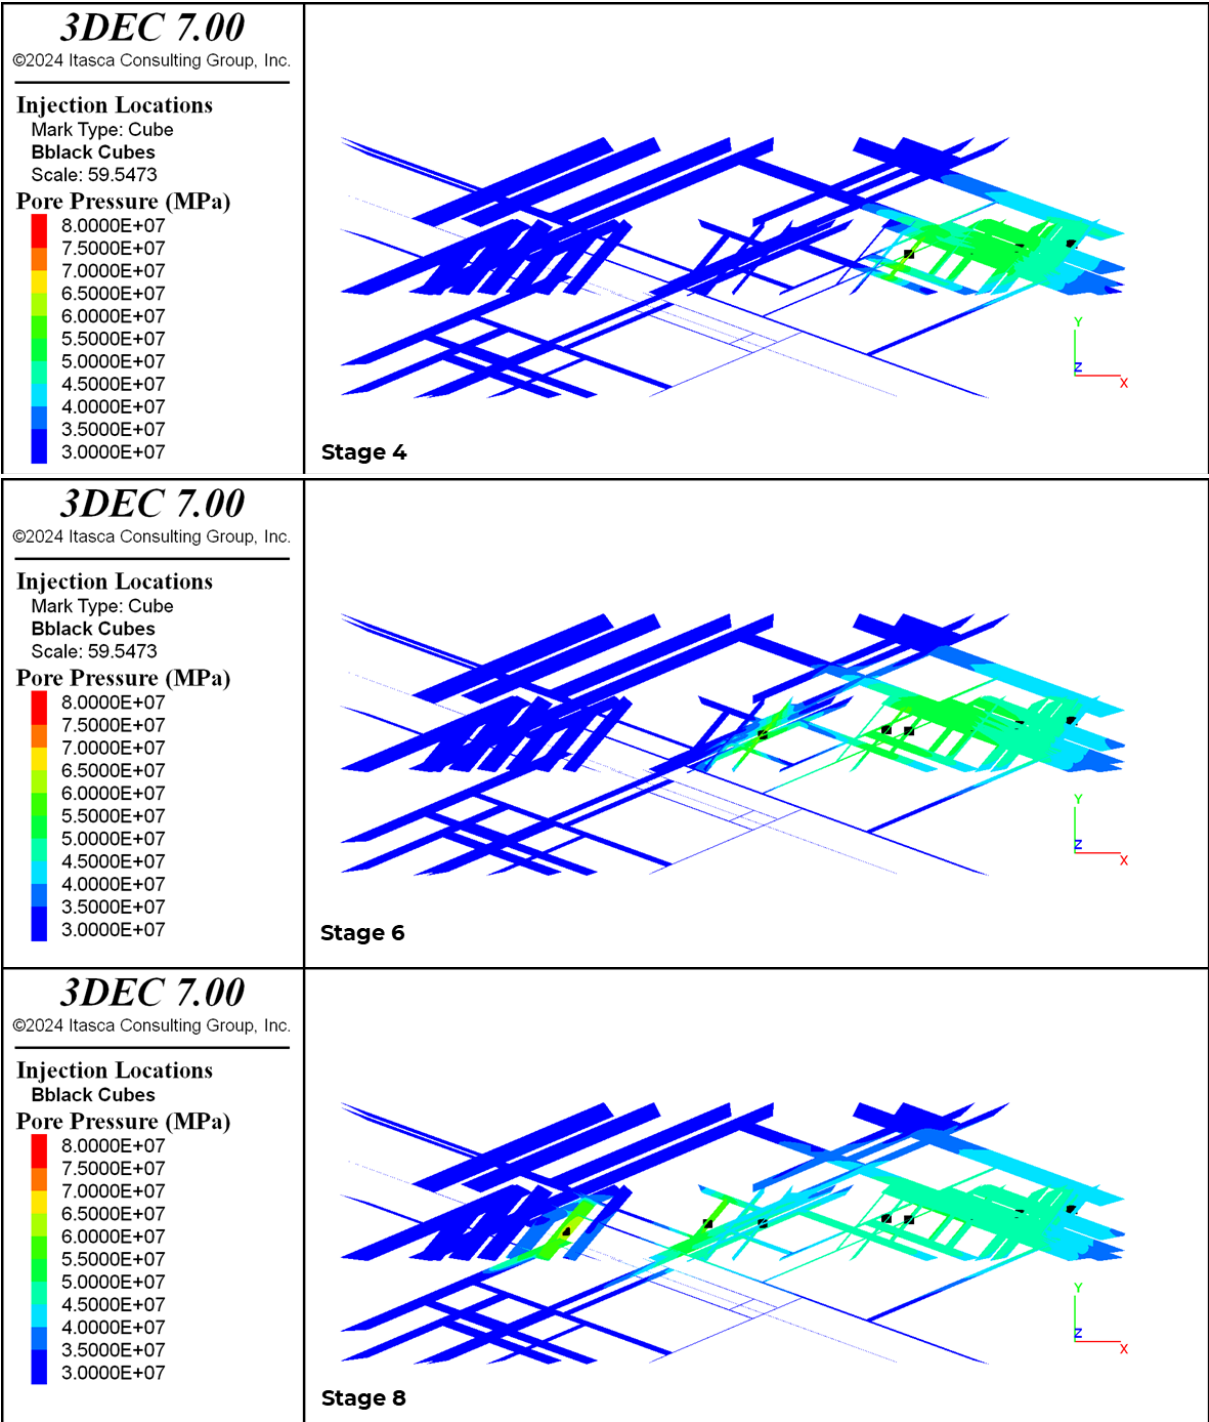 3DEC 7.00
©2024 Itasca Consulting Group, Inc.
Injection Locations
Mark Type: Cube
Bblack Cubes
Scale: 59.5473
Pore Pressure (MPa)
8.0000E+07
7.5000E+07
7.0000E+07
6.5000E+07
6.0000E+07
5.5000E+07
5.0000E+07
4.5000E+07
4.0000E+07
3.5000E+07
3.0000E+07
Y
Z
X
Stage 4
3DEC 7.00
©2024 Itasca Consulting Group, Inc.
Injection Locations
Mark Type: Cube
Bblack Cubes
Scale: 59.5473
Pore Pressure (MPa)
8.0000E+07
7.5000E+07
7.0000E+07
6.5000E+07
6.0000E+07
5.5000E+07
5.0000E+07
4.5000E+07
4.0000E+07
3.5000E+07
3.0000E+07
Y
Z
X
Stage 6
3DEC 7.00
©2024 Itasca Consulting Group, Inc.
Injection Locations
Bblack Cubes
Pore Pressure (MPa)
8.0000E+07
7.5000E+07
7.0000E+07
6.5000E+07
6.0000E+07
5.5000E+07
5.0000E+07
4.5000E+07
4.0000E+07
3.5000E+07
3.0000E+07
Y
Z
X
Stage 8